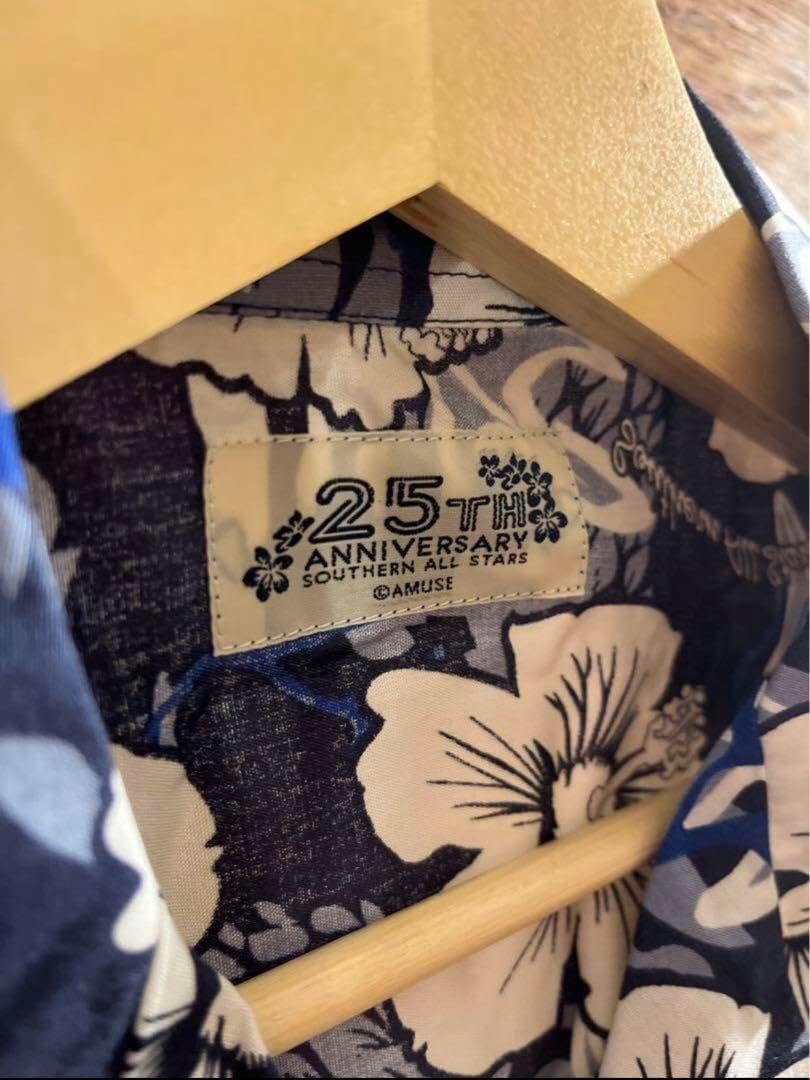 25TH
ANNIVERSARY
SOUTHERN ALL STARS
©AMUSE